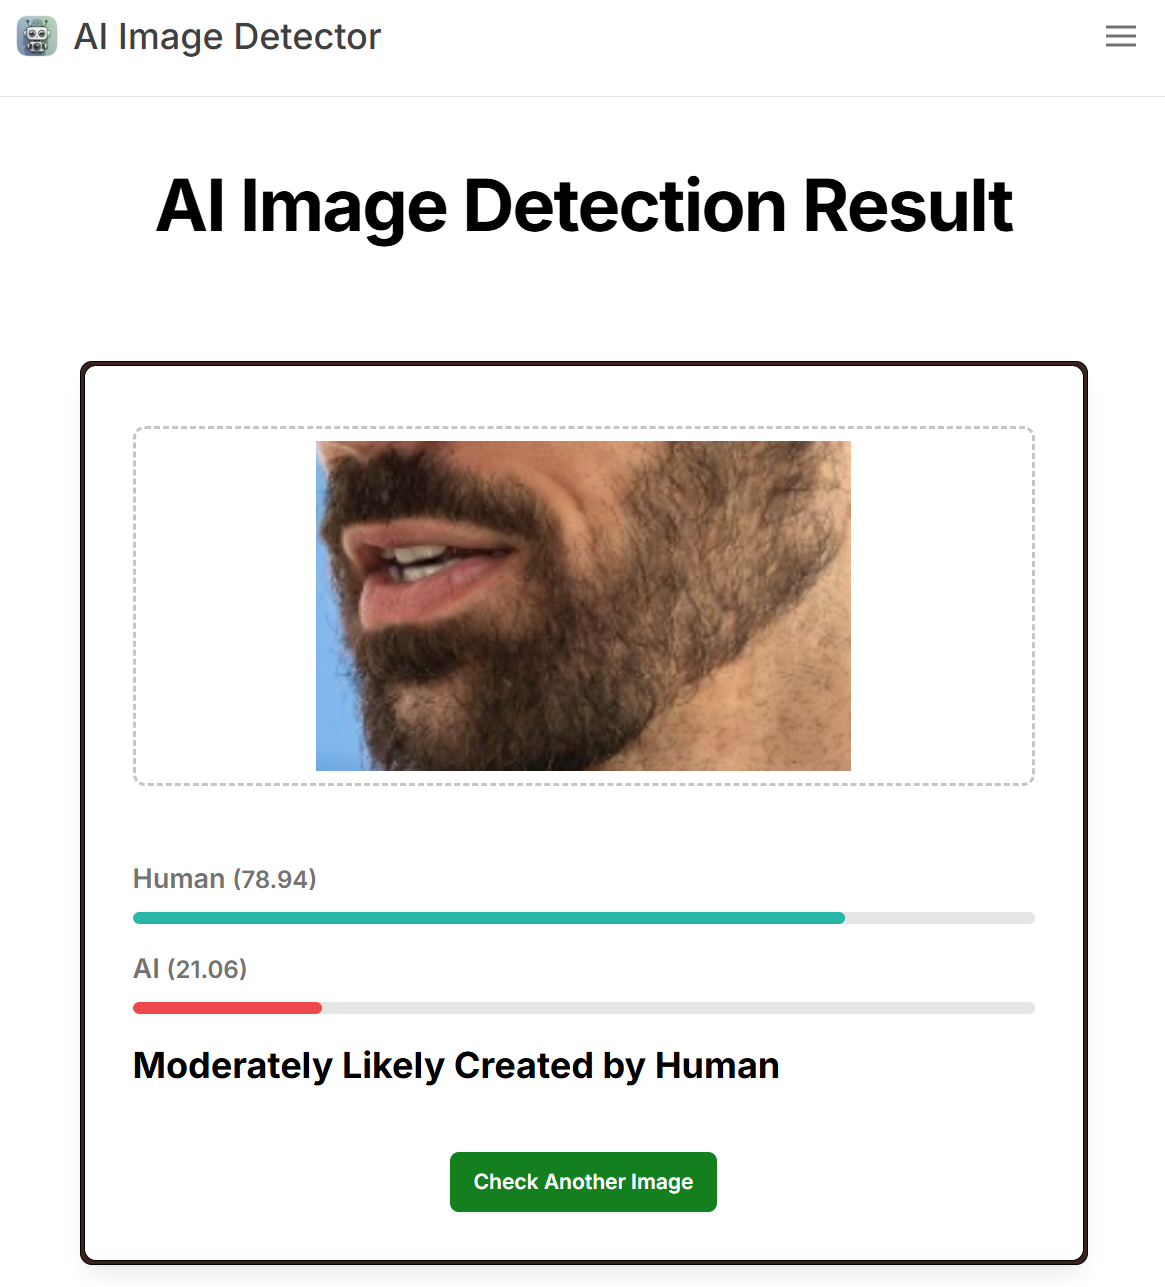 AI Image Detector
AI Image Detection Result
Human (78.94)
AI (21.06)
Moderately Likely Created by Human
Check Another Image